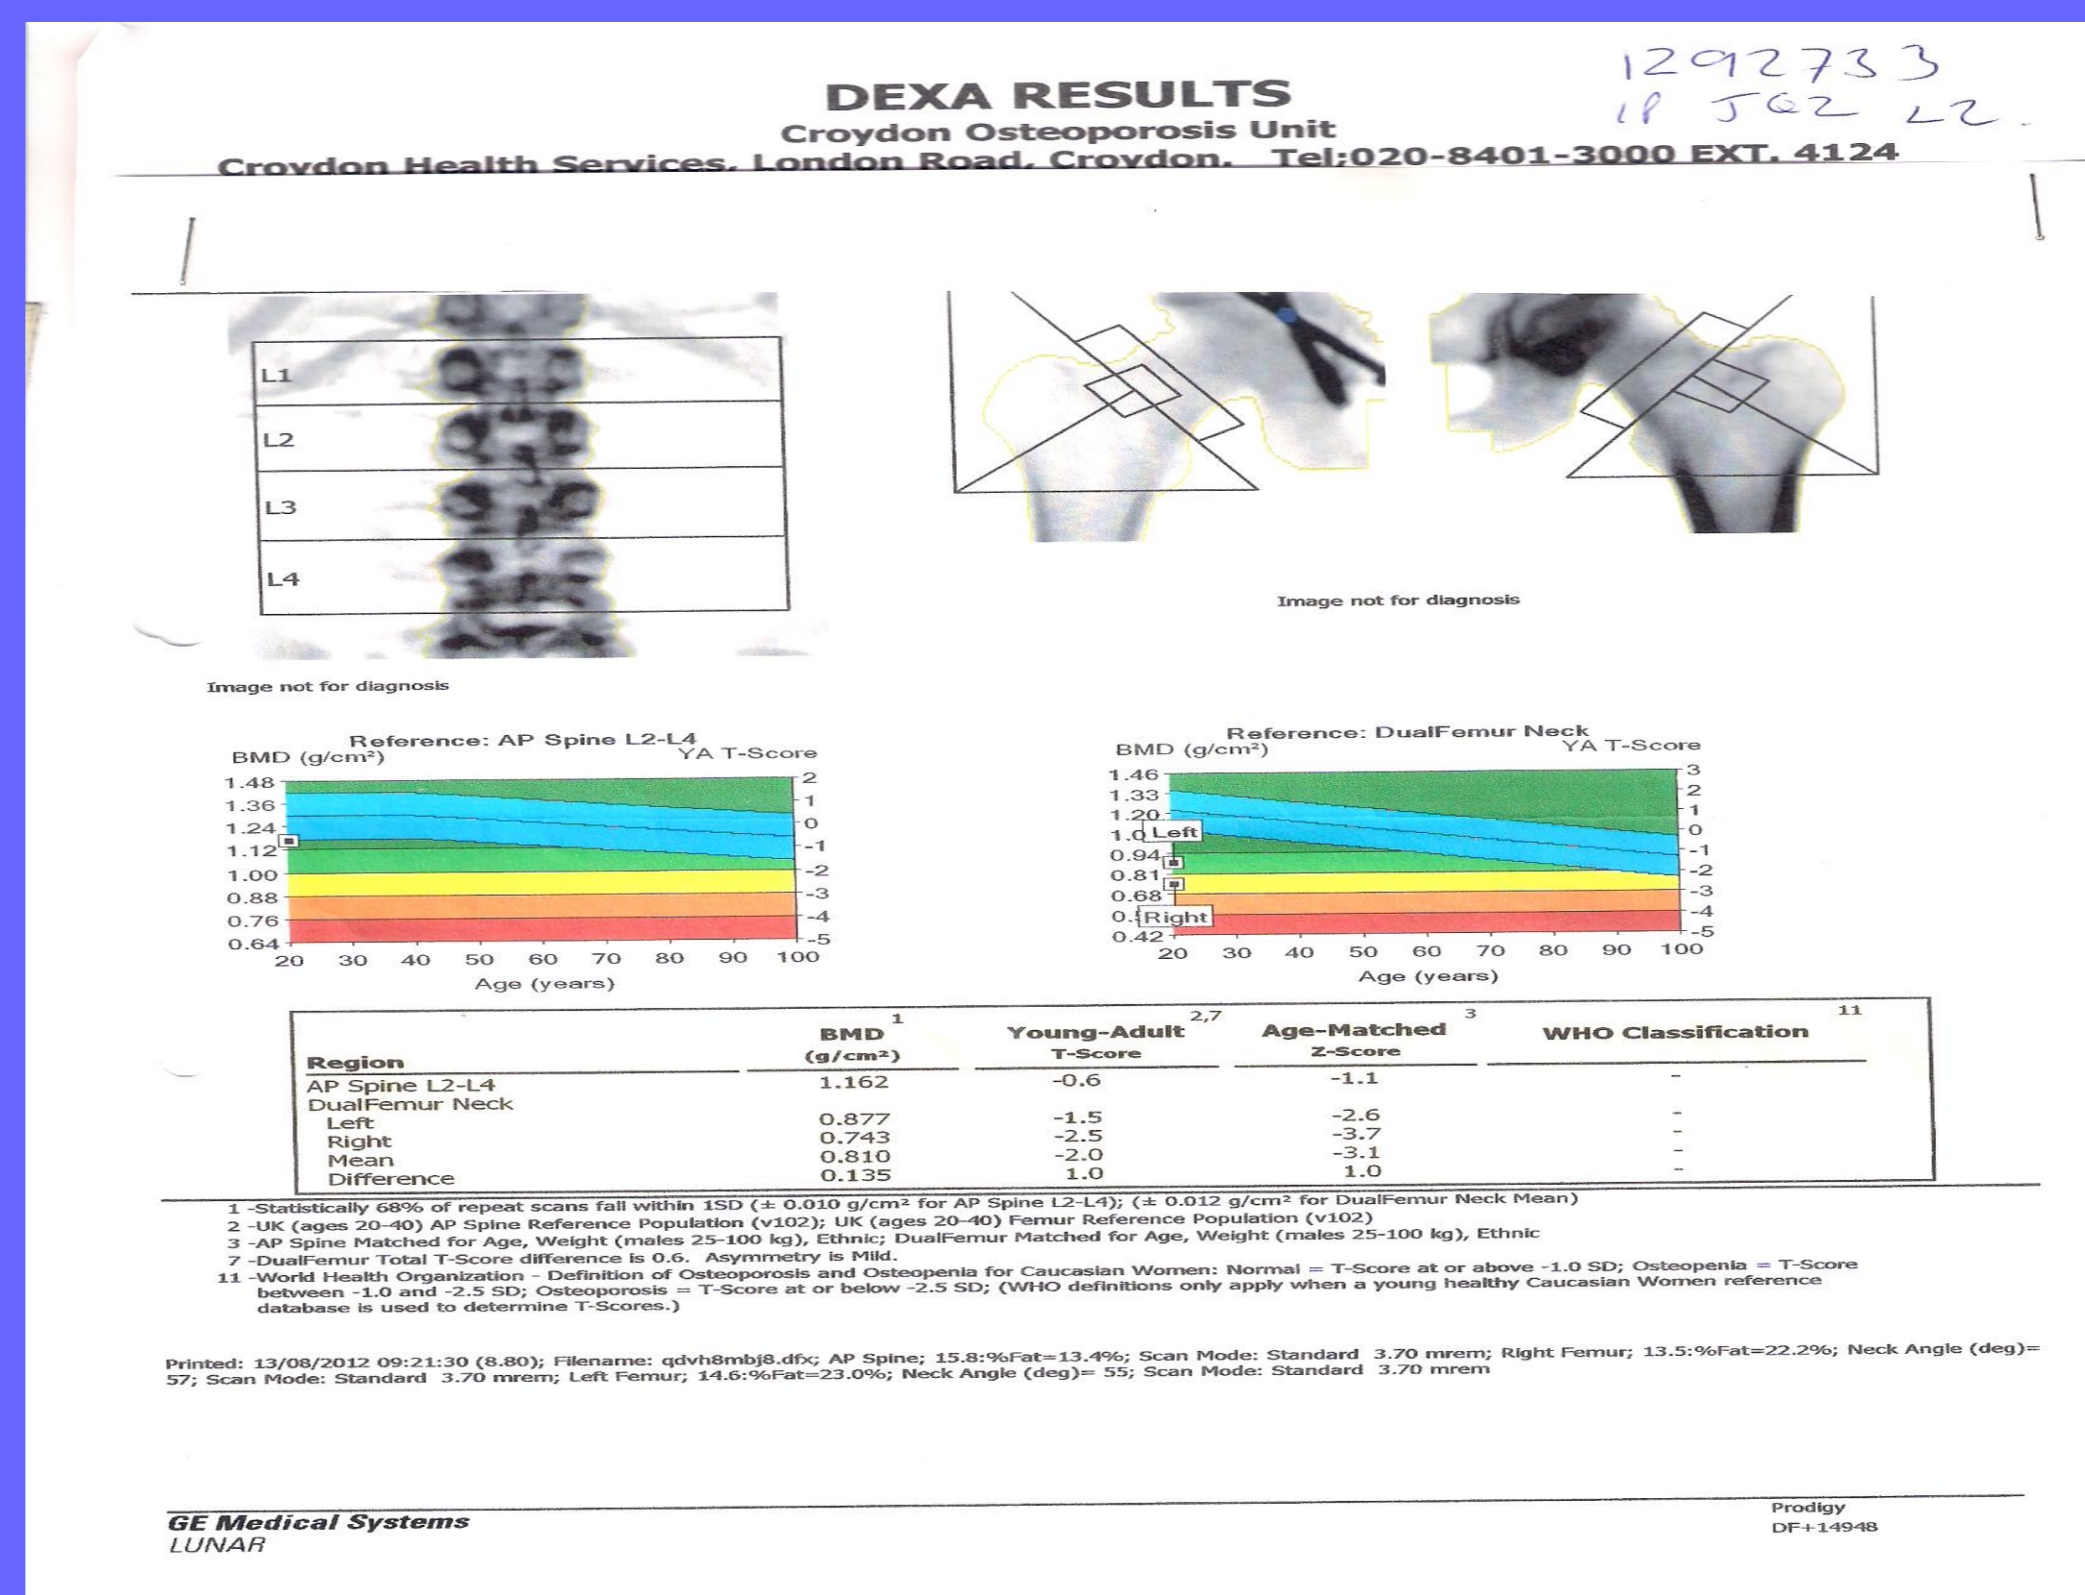 1292733
DEXA RESULTS
Croydon Osteoporosis Unit
Croydon Health Services, London Road, Croydon. Tel;020-8401-3000 EXT. 4124
L1
L2
L3
L4
Image not for diagnosis
Image not for diagnosis
Reference: AP Spine L2-L4
BMD (g/cm²) YA T-Score
1.48 2
1.36 1
1.24 0
1.12 -1
1.00 -2
0.88 -3
0.76 -4
0.64 -5
20 30 40 50 60 70 80 90 100
Age (years)
Reference: DualFemur Neck
BMD (g/cm²) YA T-Score
1.46 3
1.33 2
1.20 1
1.0 Left 0
0.94 -1
0.81 -2
0.68 -3
Right -4
0.42 -5
20 30 40 50 60 70 80 90 100
Age (years)
1 2,7 3 11
BMD Young-Adult Age-Matched WHO Classification
Region (g/cm²) T-Score Z-Score
AP Spine L2-L4 1.162 -0.6 -1.1 -
DualFemur Neck
Left 0.877 -1.5 -2.6 -
Right 0.743 -2.5 -3.7 -
Mean 0.810 -2.0 -3.1 -
Difference 0.135 1.0 1.0 -
1 -Statistically 68% of repeat scans fall within 1SD (± 0.010 g/cm² for AP Spine L2-L4); (± 0.012 g/cm² for DualFemur Neck Mean)
2 -UK (ages 20-40) AP Spine Reference Population (v102); UK (ages 20-40) Femur Reference Population (v102)
3 -AP Spine Matched for Age, Weight (males 25-100 kg), Ethnic; DualFemur Matched for Age, Weight (males 25-100 kg), Ethnic
7 -DualFemur Total T-Score difference is 0.6. Asymmetry is Mild.
11 -World Health Organization - Definition of Osteoporosis and Osteopenia for Caucasian Women: Normal = T-Score at or above -1.0 SD; Osteopenia = T-Score
between -1.0 and -2.5 SD; Osteoporosis = T-Score at or below -2.5 SD; (WHO definitions only apply when a young healthy Caucasian Women reference
database is used to determine T-Scores.)
Printed: 13/08/2012 09:21:30 (8.80); Filename: qdvh8mbj8.dfx; AP Spine; 15.8:%Fat=13.4%; Scan Mode: Standard 3.70 mrem; Right Femur; 13.5:%Fat=22.2%; Neck Angle (deg)=
57; Scan Mode: Standard 3.70 mrem; Left Femur; 14.6:%Fat=23.0%; Neck Angle (deg)= 55; Scan Mode: Standard 3.70 mrem
GE Medical Systems
LUNAR
Prodigy
DF+14948